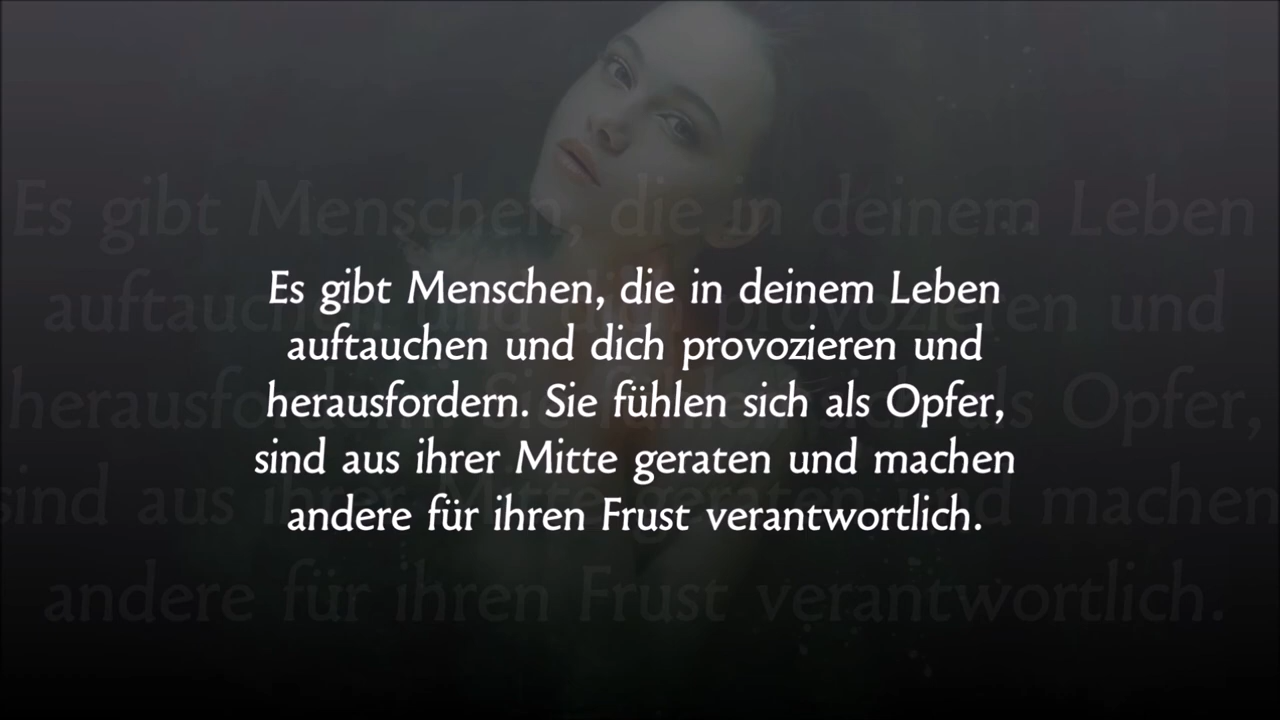 Es gibt Menschen, die in deinem Leben
auftauchen und dich provozieren und
herausfordern. Sie fühlen sich als Opfer,
sind aus ihrer Mitte geraten und machen
andere für ihren Frust verantwortlich.